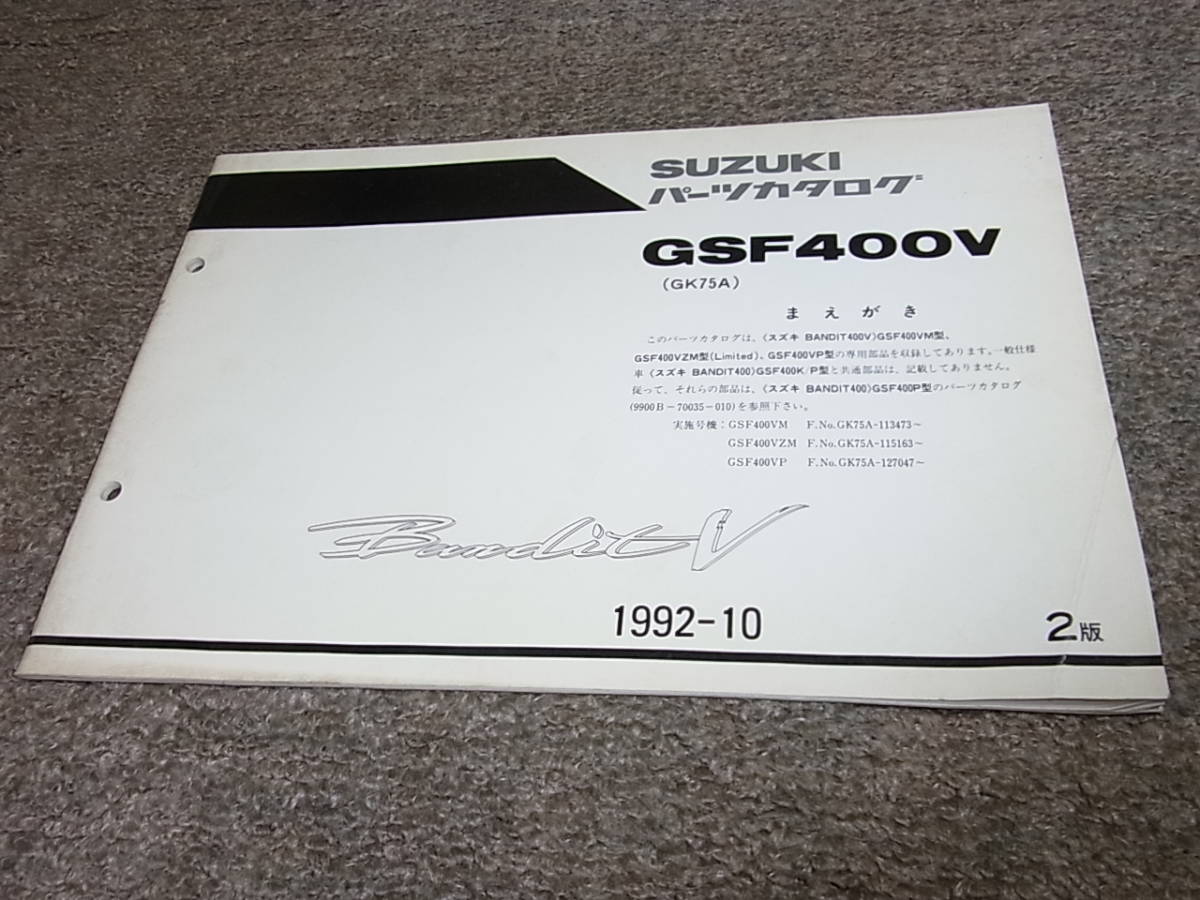 SUZUKI
パーツカタログ
GSF400V
(GK75A)
まえがき
このパーツカタログは、《スズキ BANDIT400V》GSF400VM型、
GSF400VZM型(Limited)、GSF400VP型の専用部品を収録してあります。一般仕様
車《スズキ BANDIT400》GSF400K/P型と共通部品は、記載してありません。
従って、それらの部品は、《スズキ BANDIT400》GSF400P型のパーツカタログ
(9900B-70035-010)を参照下さい。
実施号機：GSF400VM F.No.GK75A-113473～
GSF400VZM F.No.GK75A-115163～
GSF400VP F.No.GK75A-127047～
Bandit V
1992-10
2版